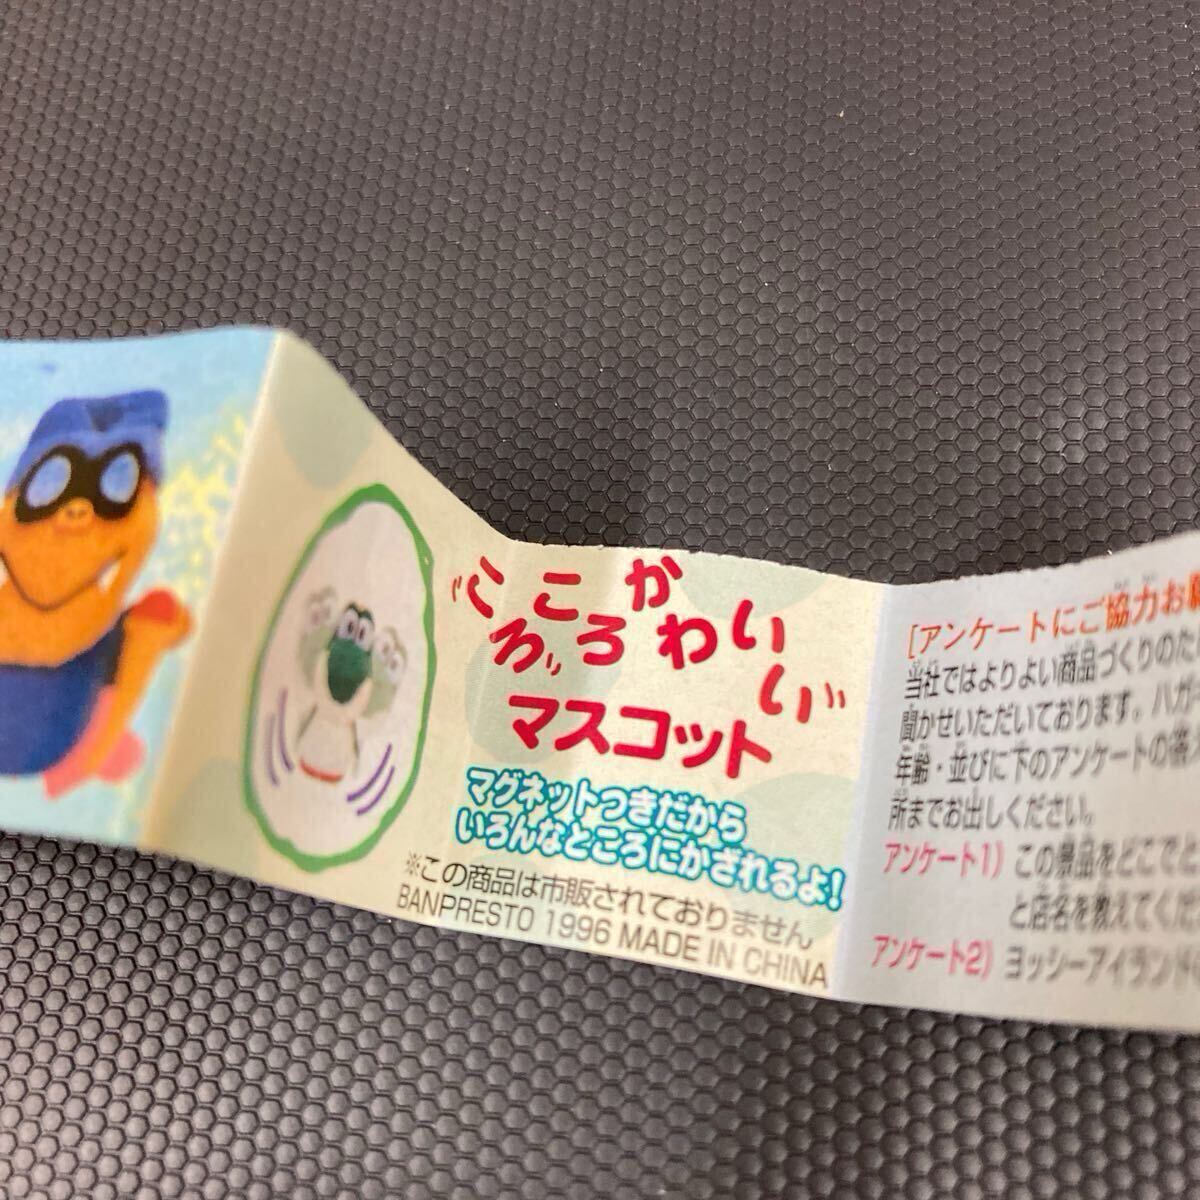 "ころころかわいい"
マスコット
マグネットつきだから
いろんなところにかざれるよ!
※この商品は市販されておりません
BANPRESTO 1996 MADE IN CHINA
[アンケートにご協力お願
当社ではよりよい商品づくりのた
聞かせいただいております。ハガ
年齢・並びに下のアンケートの答
所までお出しください。
アンケート1) この景品をどこでと
と店名を教えてくだ
アンケート2) ヨッシーアイランド